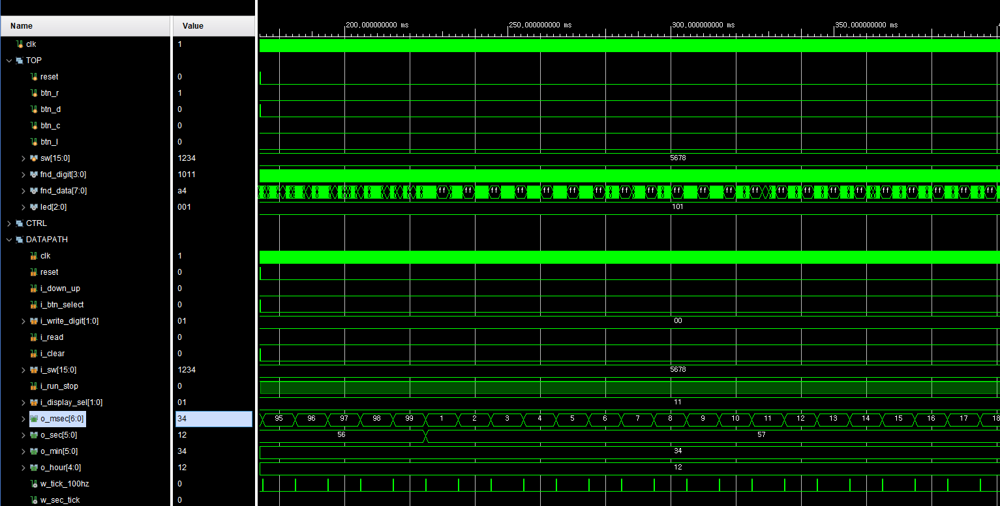 Name Value 200,000000000 ms 250,000000000 ms 300,000000000 ms 350,000000000 ms
clk 1
TOP
reset 0
btn_r 1
btn_d 0
btn_c 0
btn_l 0
sw[15:0] 1234 5678
fnd_digit[3:0] 1011
fnd_data[7:0] a4 ff ff ff ff ff ff ff ff ff ff ff ff ff ff ff ff ff ff ff ff ff ff
led[2:0] 001 101
CTRL
DATAPATH
clk 1
reset 0
i_down_up 0
i_btn_select 0
i_write_digit[1:0] 01 00
i_read 0
i_clear 0
i_sw[15:0] 1234 5678
i_run_stop 0
i_display_sel[1:0] 01 11
o_msec[6:0] 34 95 96 97 98 99 1 2 3 4 5 6 7 8 9 10 11 12 13 14 15 16 17 18
o_sec[5:0] 12 56 57
o_min[5:0] 34 34
o_hour[4:0] 12 12
w_tick_100hz 0
w_sec_tick 0